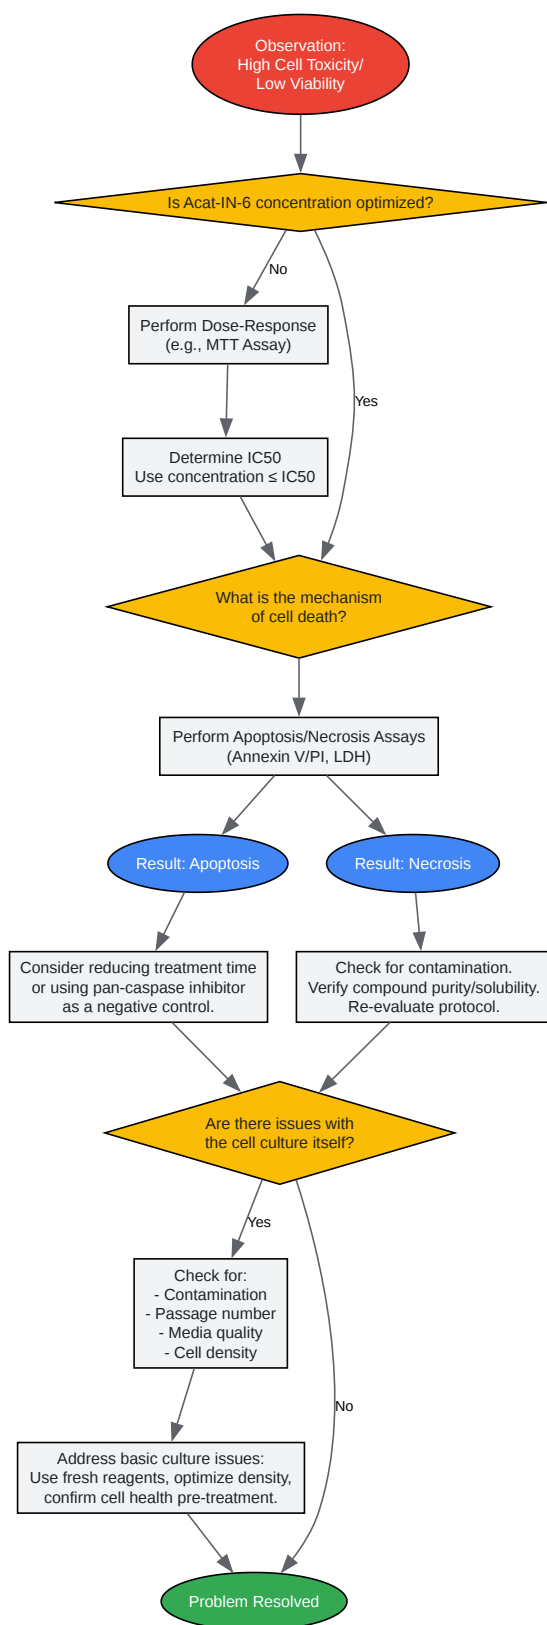 Observation:
High Cell Toxicity/
Low Viability
Is Acat-IN-6 concentration optimized?
No
Perform Dose-Response
(e.g., MTT Assay)
Yes
Determine IC50
Use concentration ≤ IC50
What is the mechanism
of cell death?
Perform Apoptosis/Necrosis Assays
(Annexin V/PI, LDH)
Result: Apoptosis
Result: Necrosis
Consider reducing treatment time
or using pan-caspase inhibitor
as a negative control.
Check for contamination.
Verify compound purity/solubility.
Re-evaluate protocol.
Are there issues with
the cell culture itself?
Yes
Check for:
- Contamination
- Passage number
- Media quality
- Cell density
No
Address basic culture issues:
Use fresh reagents, optimize density,
confirm cell health pre-treatment.
Problem Resolved